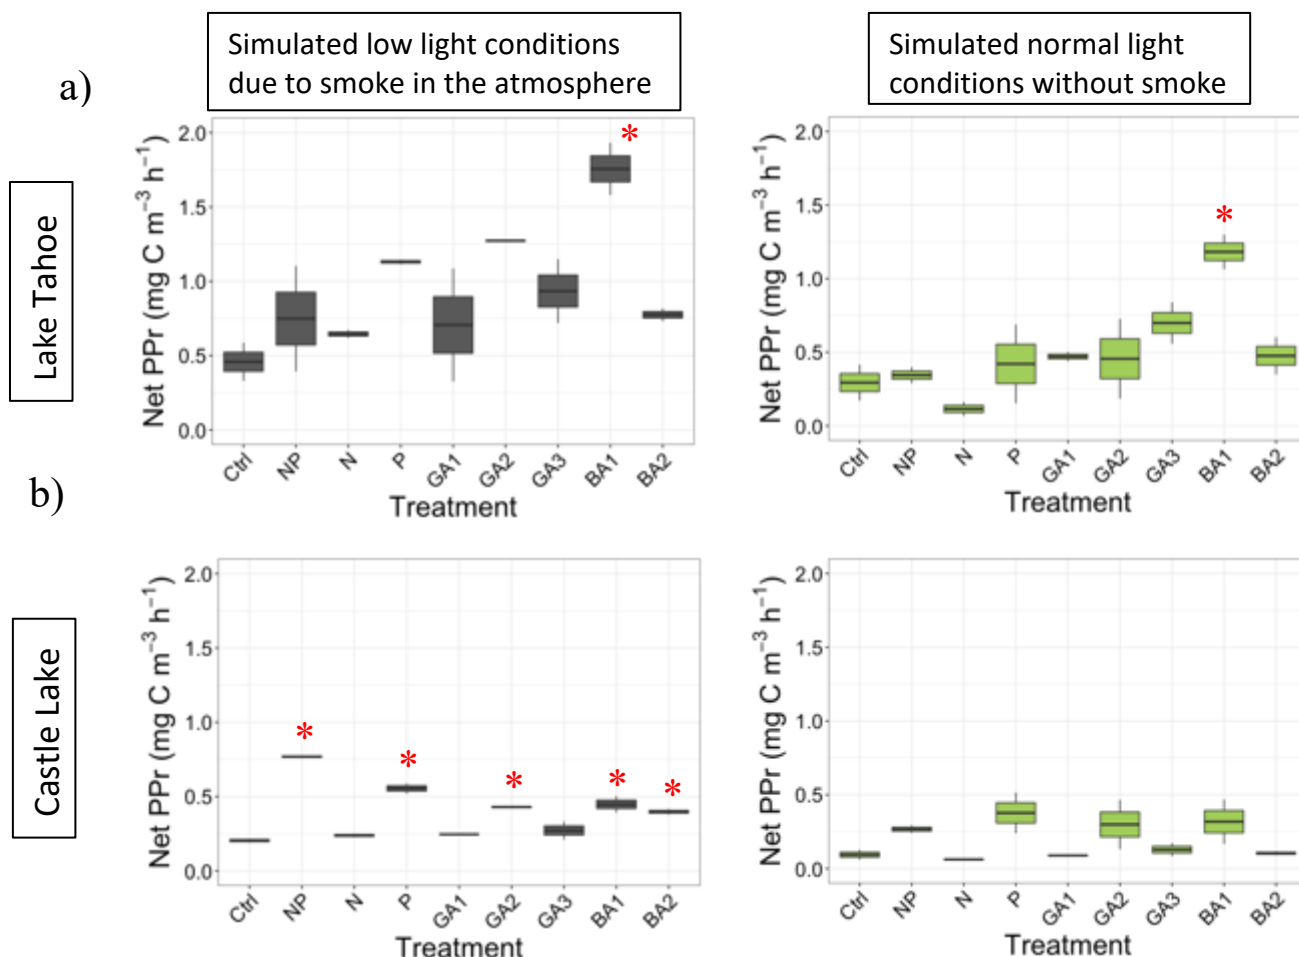 Simulated low light conditions
due to smoke in the atmosphere
Simulated normal light
conditions without smoke
a)
Lake Tahoe
Net PPr (mg C m⁻³ h⁻¹)
2.0
1.5
1.0
0.5
0.0
*
Ctrl
NP
N
P
GA1
GA2
GA3
BA1
BA2
Treatment
Net PPr (mg C m⁻³ h⁻¹)
2.0
1.5
1.0
0.5
0.0
*
Ctrl
NP
N
P
GA1
GA2
GA3
BA1
BA2
Treatment
b)
Castle Lake
Net PPr (mg C m⁻³ h⁻¹)
2.0
1.5
1.0
0.5
0.0
* * * * *
Ctrl
NP
N
P
GA1
GA2
GA3
BA1
BA2
Treatment
Net PPr (mg C m⁻³ h⁻¹)
2.0
1.5
1.0
0.5
0.0
Ctrl
NP
N
P
GA1
GA2
GA3
BA1
BA2
Treatment